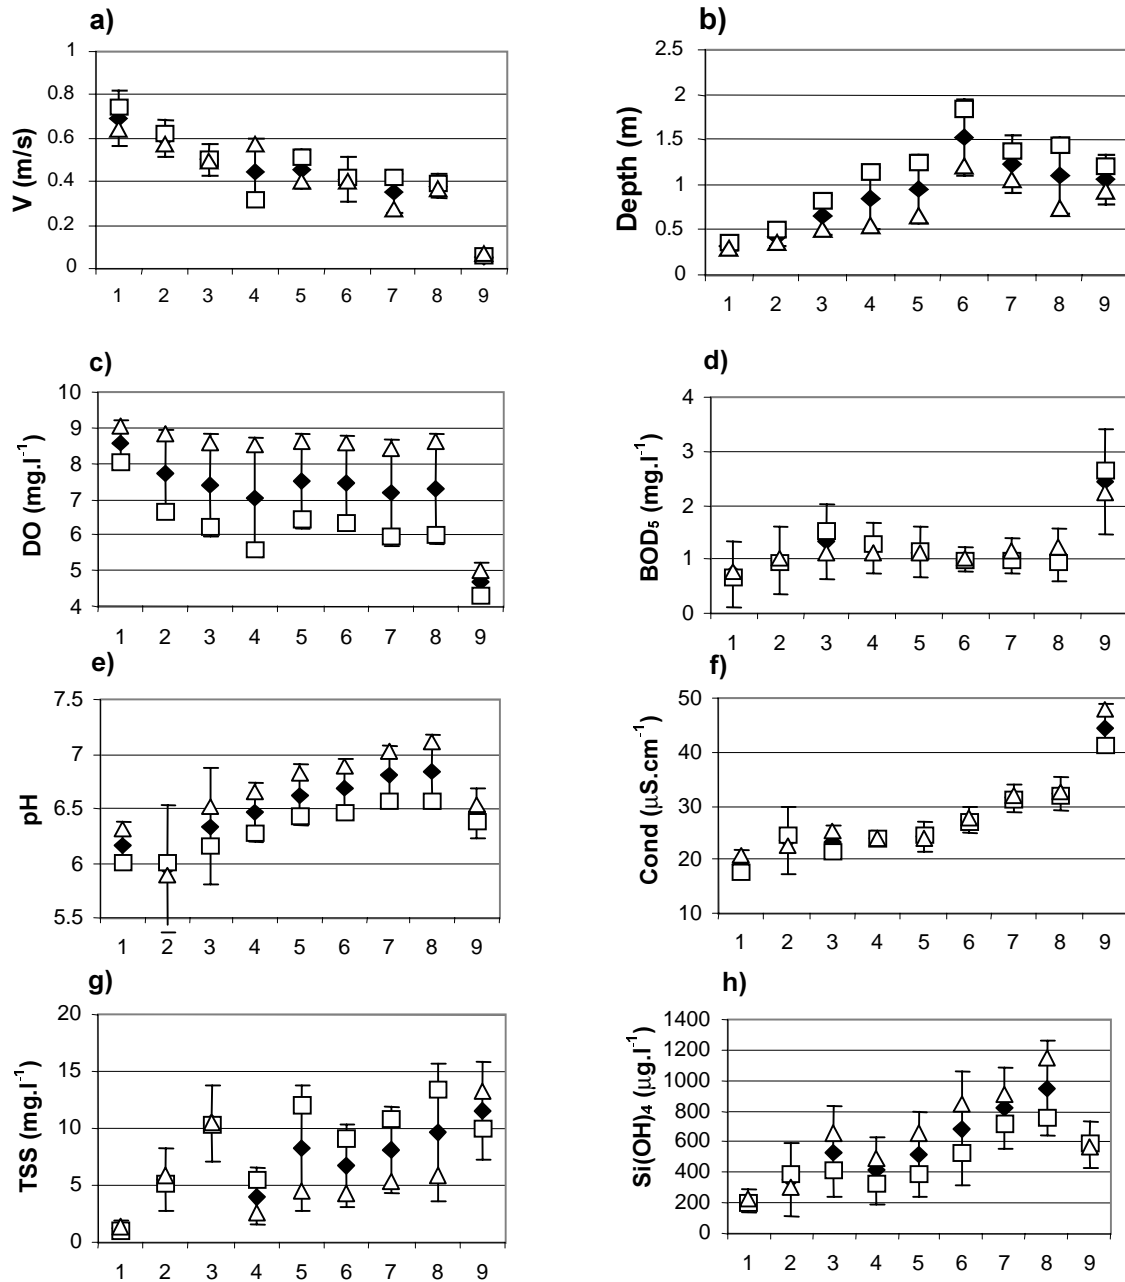 a)
V (m/s)
1
0.8
0.6
0.4
0.2
0
1 2 3 4 5 6 7 8 9
b)
Depth (m)
2.5
2
1.5
1
0.5
0
1 2 3 4 5 6 7 8 9
c)
DO (mg.l⁻¹)
10
9
8
7
6
5
4
1 2 3 4 5 6 7 8 9
d)
BOD₅ (mg.l⁻¹)
4
3
2
1
0
1 2 3 4 5 6 7 8 9
e)
pH
7.5
7
6.5
6
5.5
1 2 3 4 5 6 7 8 9
f)
Cond (μS.cm⁻¹)
50
40
30
20
10
1 2 3 4 5 6 7 8 9
g)
TSS (mg.l⁻¹)
20
15
10
5
0
1 2 3 4 5 6 7 8 9
h)
Si(OH)₄ (μg.l⁻¹)
1400
1200
1000
800
600
400
200
0
1 2 3 4 5 6 7 8 9